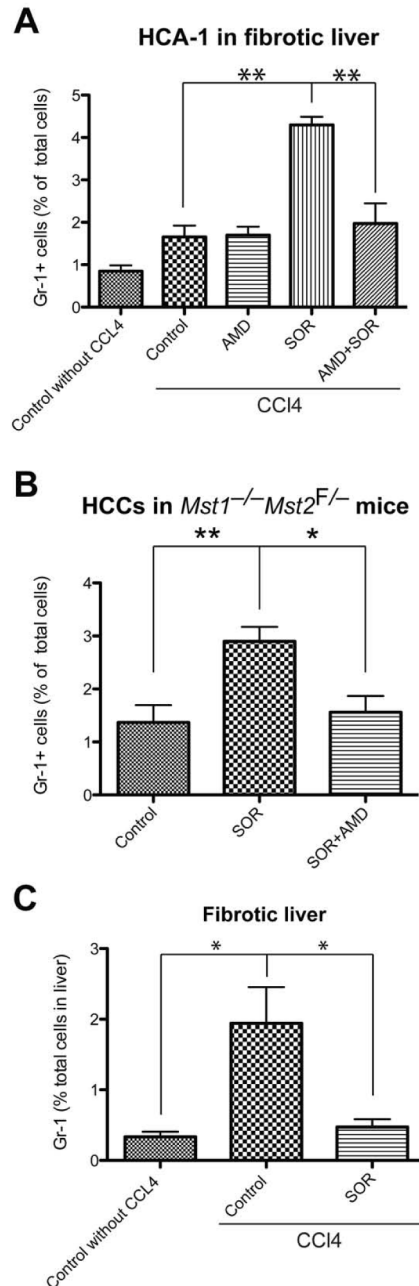 A
HCA-1 in fibrotic liver
** **
Gr-1+ cells (% of total cells)
5
4
3
2
1
0
Control without CCL4
Control
AMD
SOR
AMD+SOR
CCl4
B
HCCs in Mst1–/–Mst2F/– mice
** *
Gr-1+ cells (% of total cells)
4
3
2
1
0
Control
SOR
SOR+AMD
C
Fibrotic liver
* *
Gr-1 (% total cells in liver)
3
2
1
0
Control without CCL4
Control
SOR
CCl4